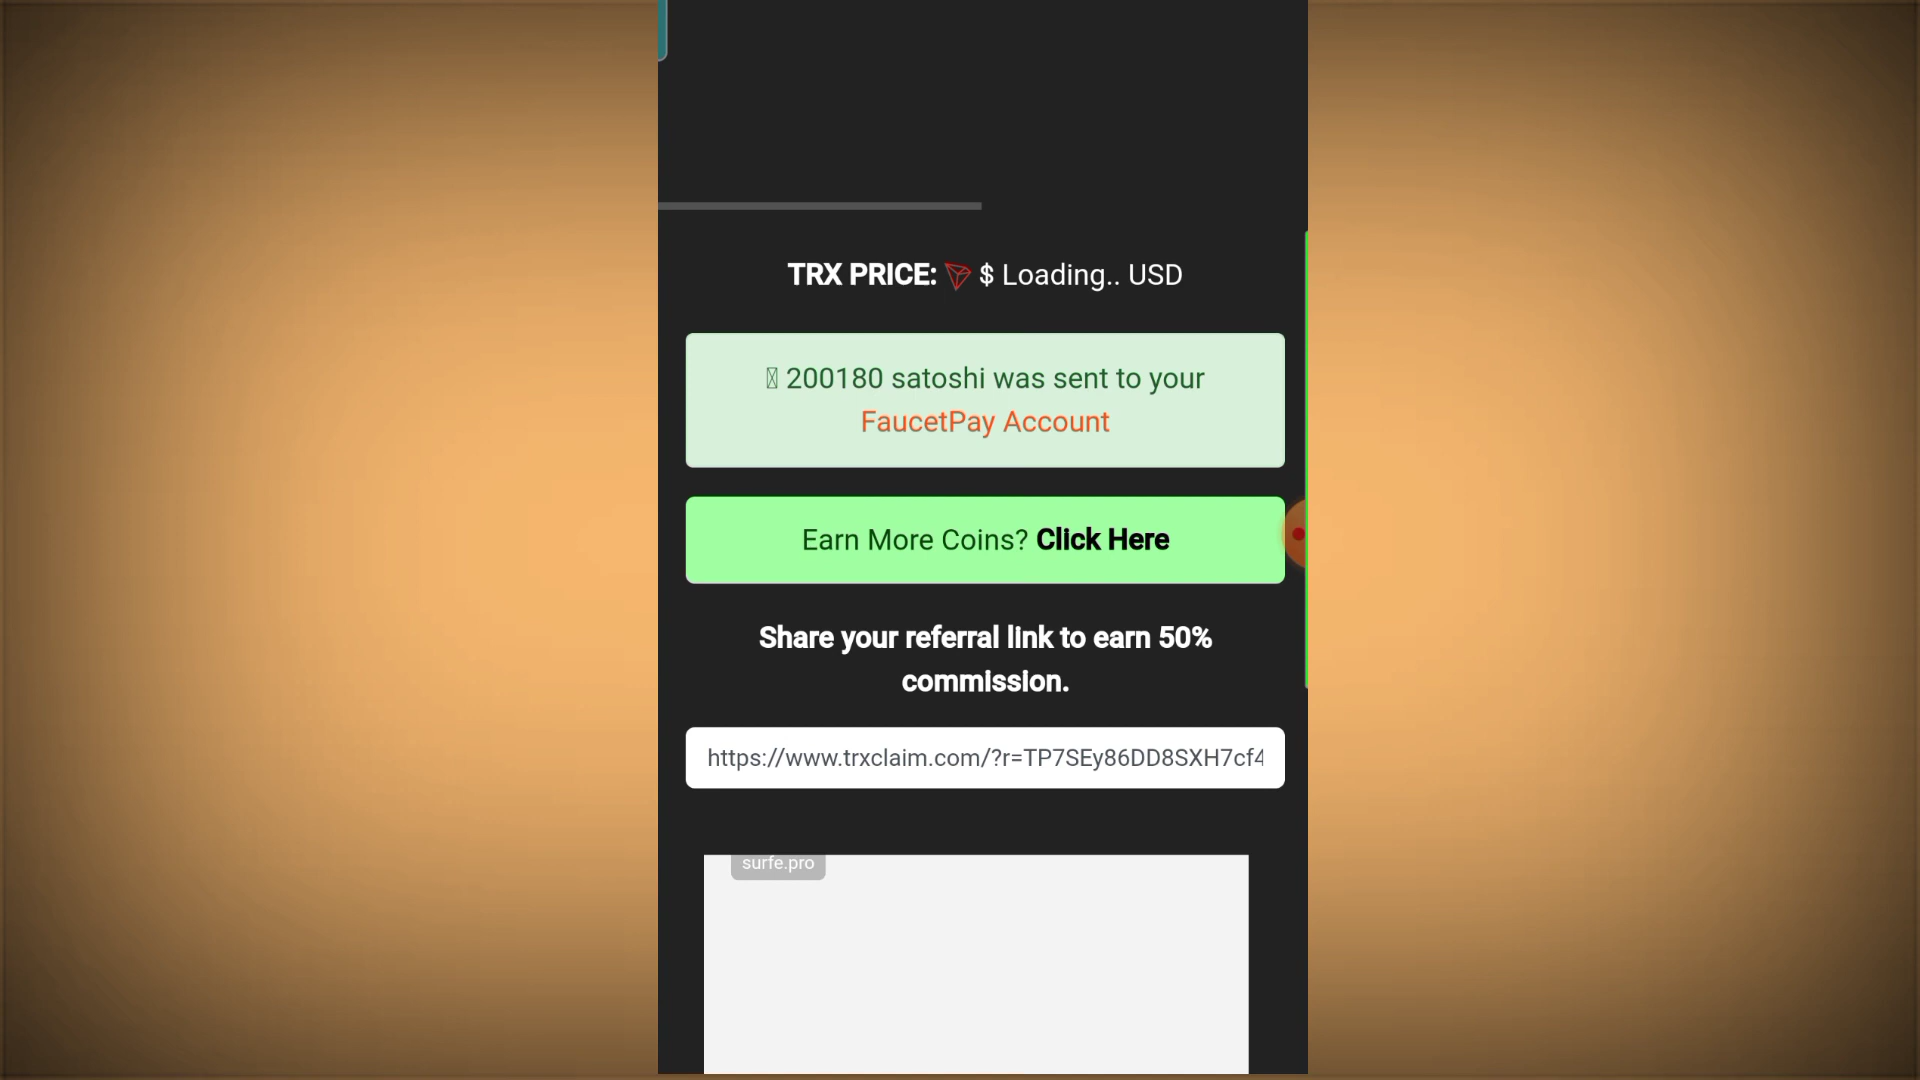 TRX PRICE: $ Loading.. USD
200180 satoshi was sent to your
FaucetPay Account
Earn More Coins? Click Here
Share your referral link to earn 50%
commission.
https://www.trxclaim.com/?r=TP7SEy86DD8SXH7cf4
surfe.pro